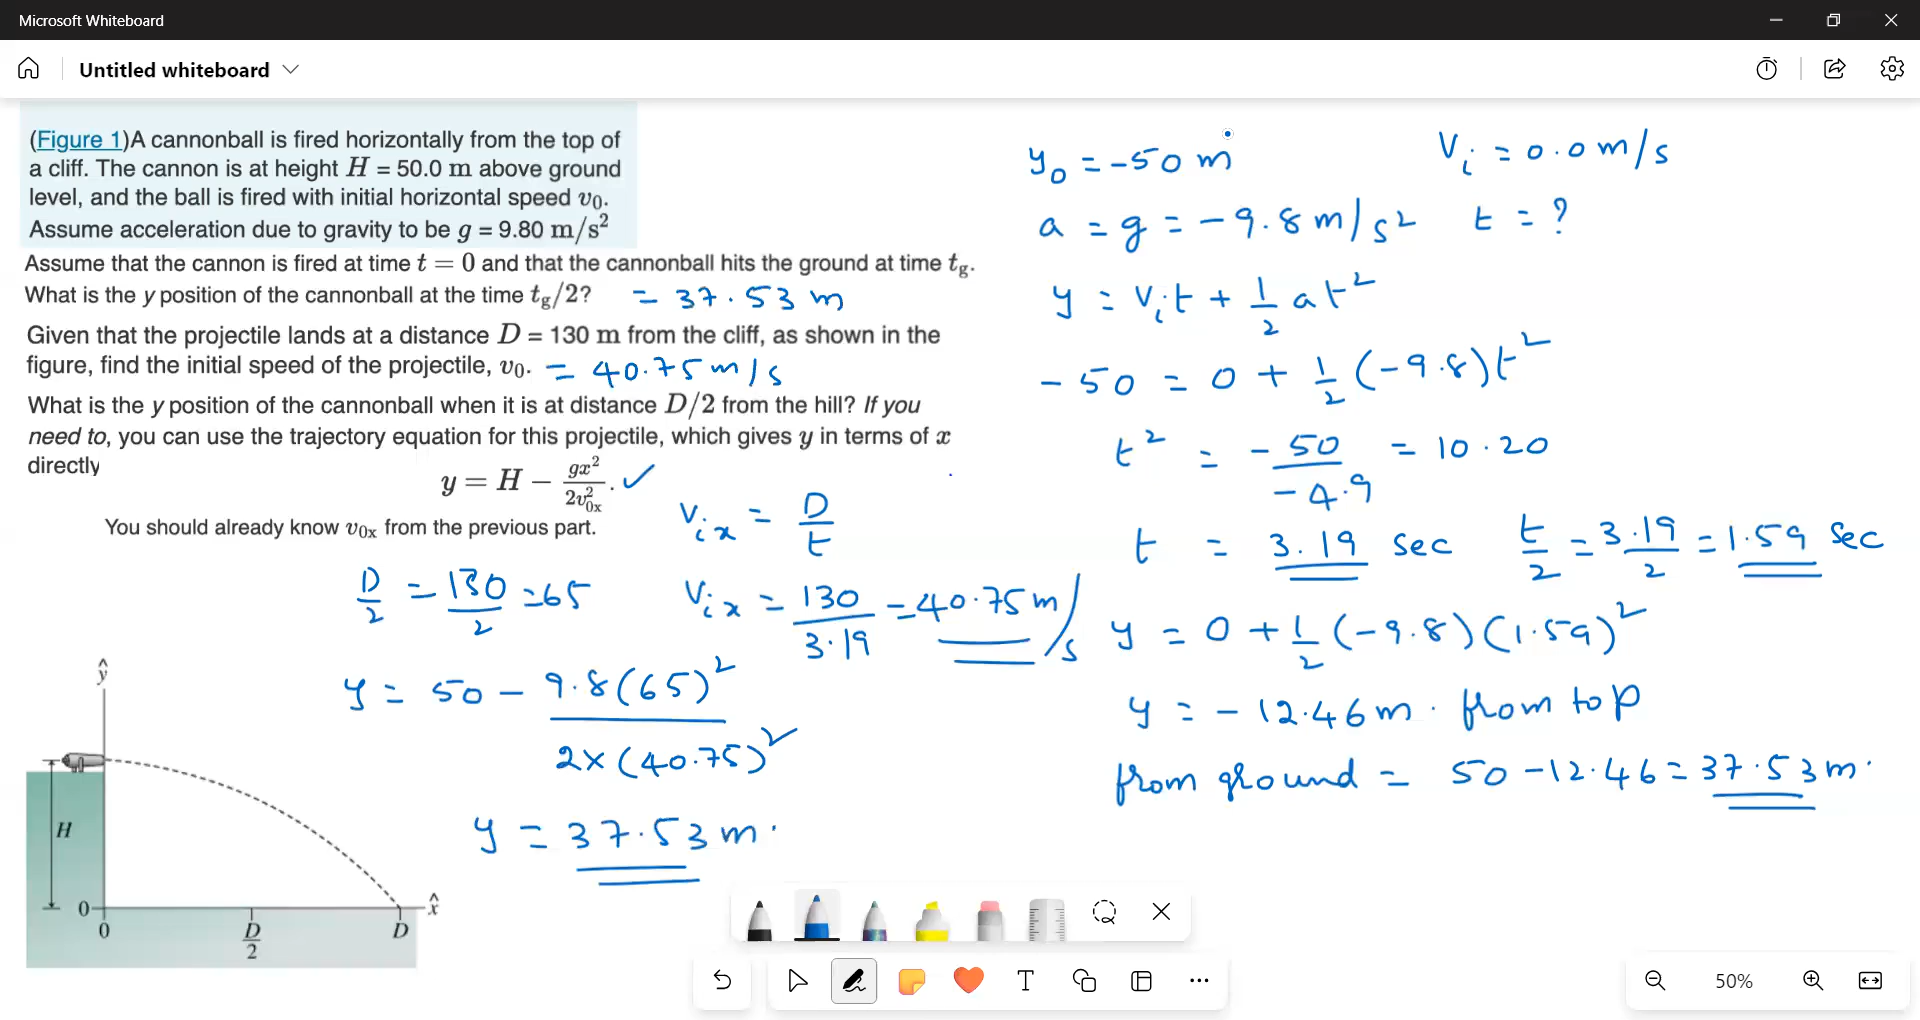 Microsoft Whiteboard
Untitled whiteboard
(Figure 1)A cannonball is fired horizontally from the top of
a cliff. The cannon is at height H = 50.0 m above ground
level, and the ball is fired with initial horizontal speed v₀.
Assume acceleration due to gravity to be g = 9.80 m/s²
Assume that the cannon is fired at time t = 0 and that the cannonball hits the ground at time t_g.
What is the y position of the cannonball at the time t_g/2? = 37.53 m
Given that the projectile lands at a distance D = 130 m from the cliff, as shown in the
figure, find the initial speed of the projectile, v₀. = 40.75 m/s
What is the y position of the cannonball when it is at distance D/2 from the hill? If you
need to, you can use the trajectory equation for this projectile, which gives y in terms of x
directly
y = H − gx²/2v₀ₓ². ✓
You should already know v₀ₓ from the previous part.
D/2 = 130/2 = 65
v_ix = D/t
v_ix = 130/3.19 = 40.75 m/s
y = 50 − 9.8(65)²/2×(40.75)²
y = 37.53 m.
y₀ = -50 m
V_i = 0.0 m/s
a = g = -9.8 m/s² t = ?
y = v_i t + 1/2 at²
-50 = 0 + 1/2 (-9.8)t²
t² = -50/-4.9 = 10.20
t = 3.19 sec t/2 = 3.19/2 = 1.59 sec
y = 0 + 1/2 (-9.8)(1.59)²
y = -12.46 m. from top
from ground = 50 - 12.46 = 37.53 m.
ŷ
H
0
x̂
0
D/2
D
T
50%